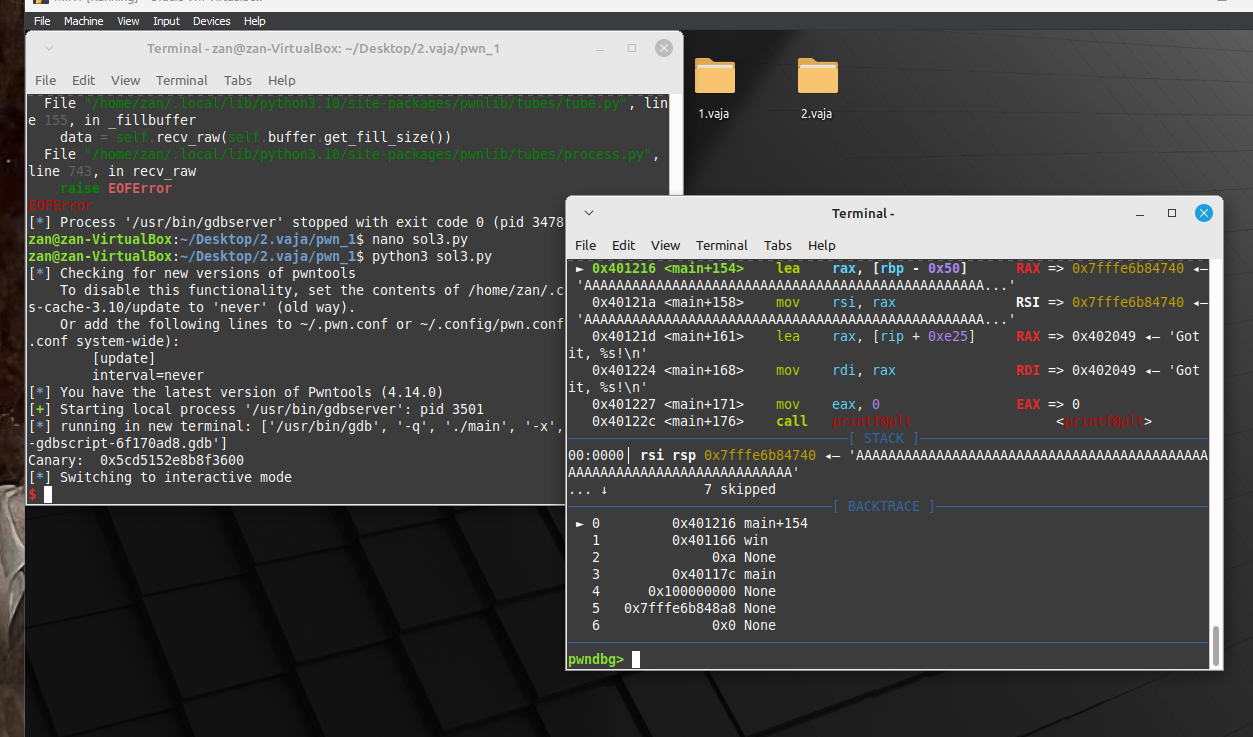 File Machine View Input Devices Help
Terminal - zan@zan-VirtualBox: ~/Desktop/2.vaja/pwn_1
File Edit View Terminal Tabs Help
File "/home/zan/.local/lib/python3.10/site-packages/pwnlib/tubes/tube.py", lin
e 155, in _fillbuffer
data = self.recv_raw(self.buffer.get_fill_size())
File "/home/zan/.local/lib/python3.10/site-packages/pwnlib/tubes/process.py",
line 743, in recv_raw
raise EOFError
EOFError
[*] Process '/usr/bin/gdbserver' stopped with exit code 0 (pid 3478
zan@zan-VirtualBox:~/Desktop/2.vaja/pwn_1$ nano sol3.py
zan@zan-VirtualBox:~/Desktop/2.vaja/pwn_1$ python3 sol3.py
[*] Checking for new versions of pwntools
To disable this functionality, set the contents of /home/zan/.c
s-cache-3.10/update to 'never' (old way).
Or add the following lines to ~/.pwn.conf or ~/.config/pwn.conf
.conf system-wide):
[update]
interval=never
[*] You have the latest version of Pwntools (4.14.0)
[+] Starting local process '/usr/bin/gdbserver': pid 3501
[*] running in new terminal: ['/usr/bin/gdb', '-q', './main', '-x',
-gdbscript-6f170ad8.gdb']
Canary: 0x5cd5152e8b8f3600
[*] Switching to interactive mode
$
1.vaja
2.vaja
Terminal -
File Edit View Terminal Tabs Help
► 0x401216 <main+154> lea rax, [rbp - 0x50] RAX => 0x7fffe6b84740 ◂—
'AAAAAAAAAAAAAAAAAAAAAAAAAAAAAAAAAAAAAAAAAAAAAAAAAA...'
0x40121a <main+158> mov rsi, rax RSI => 0x7fffe6b84740 ◂—
'AAAAAAAAAAAAAAAAAAAAAAAAAAAAAAAAAAAAAAAAAAAAAAAAAA...'
0x40121d <main+161> lea rax, [rip + 0xe25] RAX => 0x402049 ◂— 'Got
it, %s!\n'
0x401224 <main+168> mov rdi, rax RDI => 0x402049 ◂— 'Got
it, %s!\n'
0x401227 <main+171> mov eax, 0 EAX => 0
0x40122c <main+176> call printf@plt <printf@plt>
[ STACK ]
00:0000│ rsi rsp 0x7fffe6b84740 ◂— 'AAAAAAAAAAAAAAAAAAAAAAAAAAAAAAAAAAAAAAAAAAAA
AAAAAAAAAAAAAAAAAAAAAAAAAAAA'
... ↓ 7 skipped
[ BACKTRACE ]
► 0 0x401216 main+154
1 0x401166 win
2 0xa None
3 0x40117c main
4 0x100000000 None
5 0x7fffe6b848a8 None
6 0x0 None
pwndbg>